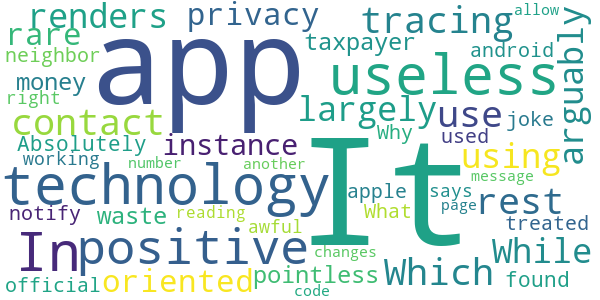 renders privacy tracing allow
rare app taxpayer android arguably
neighbor useless
money largely use joke
right contact It
Absolutely instance Why used using
working number another apple says rest
technology What page message
notify waste reading treated
In positive awful Which While
changes
official oriented pointless found
code